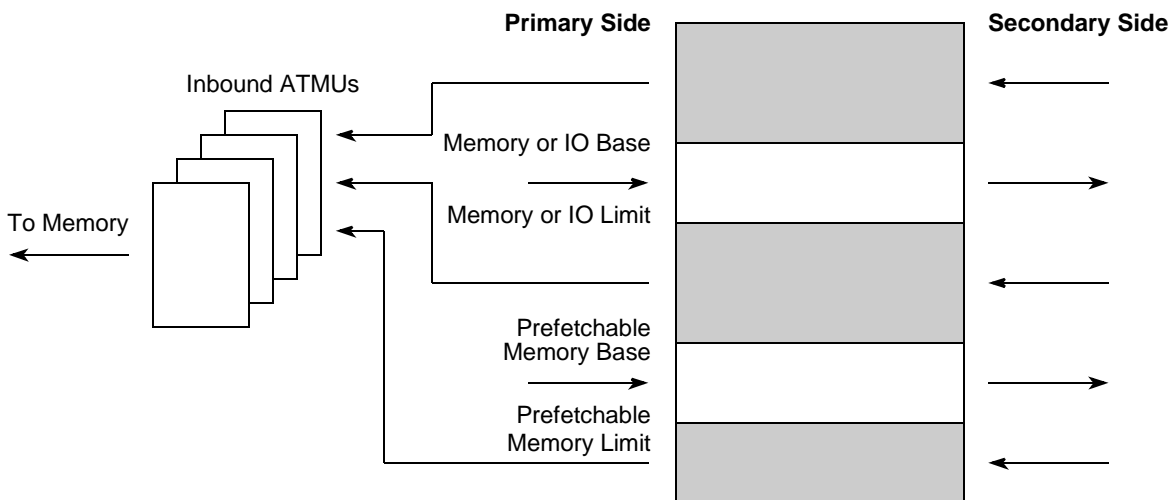 Primary Side
Secondary Side
Inbound ATMUs
Memory or IO Base
Memory or IO Limit
To Memory
Prefetchable
Memory Base
Prefetchable
Memory Limit